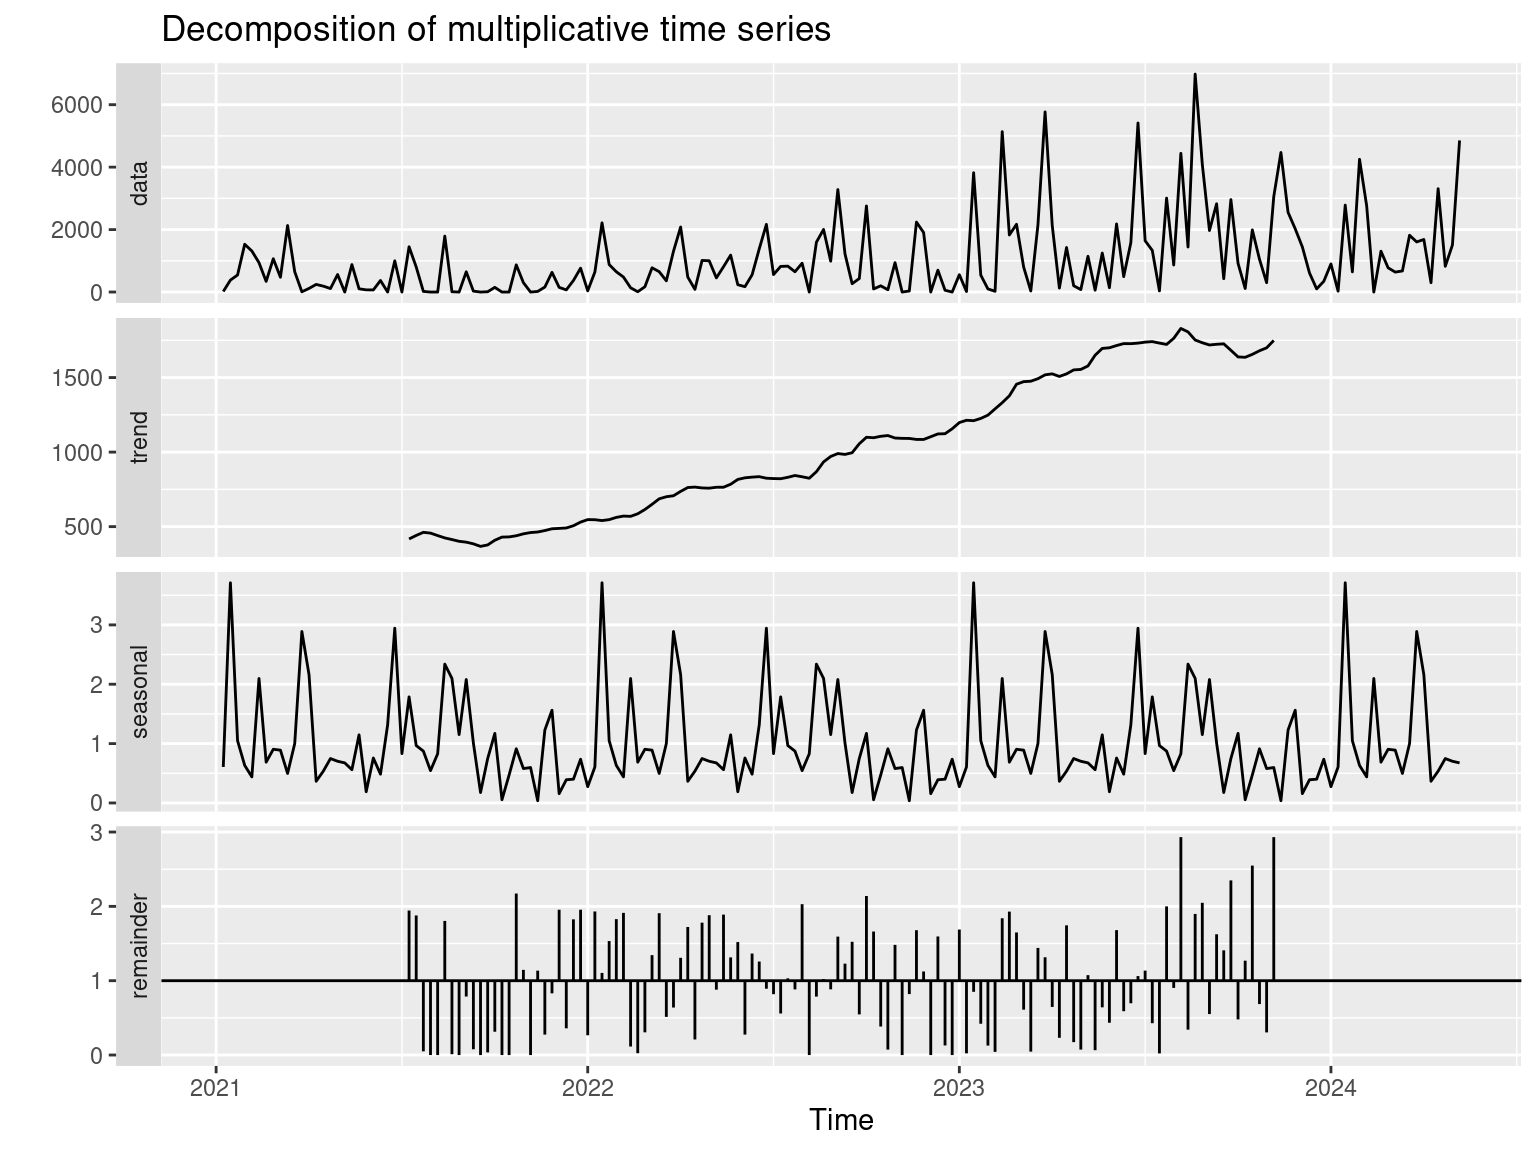 Decomposition of multiplicative time series
6000
4000
2000
0
data
1500
1000
500
trend
3
2
1
0
seasonal
3
2
1
0
remainder
2021 2022 2023 2024
Time